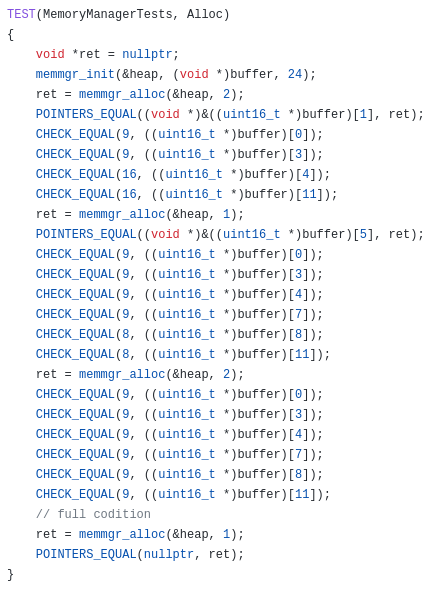 TEST(MemoryManagerTests, Alloc)
{
    void *ret = nullptr;
    memmgr_init(&heap, (void *)buffer, 24);
    ret = memmgr_alloc(&heap, 2);
    POINTERS_EQUAL((void *)&((uint16_t *)buffer)[1], ret);
    CHECK_EQUAL(9, ((uint16_t *)buffer)[0]);
    CHECK_EQUAL(9, ((uint16_t *)buffer)[3]);
    CHECK_EQUAL(16, ((uint16_t *)buffer)[4]);
    CHECK_EQUAL(16, ((uint16_t *)buffer)[11]);
    ret = memmgr_alloc(&heap, 1);
    POINTERS_EQUAL((void *)&((uint16_t *)buffer)[5], ret);
    CHECK_EQUAL(9, ((uint16_t *)buffer)[0]);
    CHECK_EQUAL(9, ((uint16_t *)buffer)[3]);
    CHECK_EQUAL(9, ((uint16_t *)buffer)[4]);
    CHECK_EQUAL(9, ((uint16_t *)buffer)[7]);
    CHECK_EQUAL(8, ((uint16_t *)buffer)[8]);
    CHECK_EQUAL(8, ((uint16_t *)buffer)[11]);
    ret = memmgr_alloc(&heap, 2);
    CHECK_EQUAL(9, ((uint16_t *)buffer)[0]);
    CHECK_EQUAL(9, ((uint16_t *)buffer)[3]);
    CHECK_EQUAL(9, ((uint16_t *)buffer)[4]);
    CHECK_EQUAL(9, ((uint16_t *)buffer)[7]);
    CHECK_EQUAL(9, ((uint16_t *)buffer)[8]);
    CHECK_EQUAL(9, ((uint16_t *)buffer)[11]);
    // full codition
    ret = memmgr_alloc(&heap, 1);
    POINTERS_EQUAL(nullptr, ret);
}